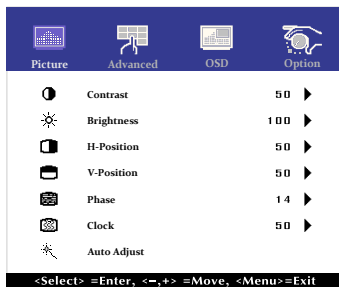 Picture Advanced OSD Option
Contrast 50
Brightness 100
H-Position 50
V-Position 50
Phase 14
Clock 50
Auto Adjust
<Select> =Enter, <−,+> =Move, <Menu>=Exit